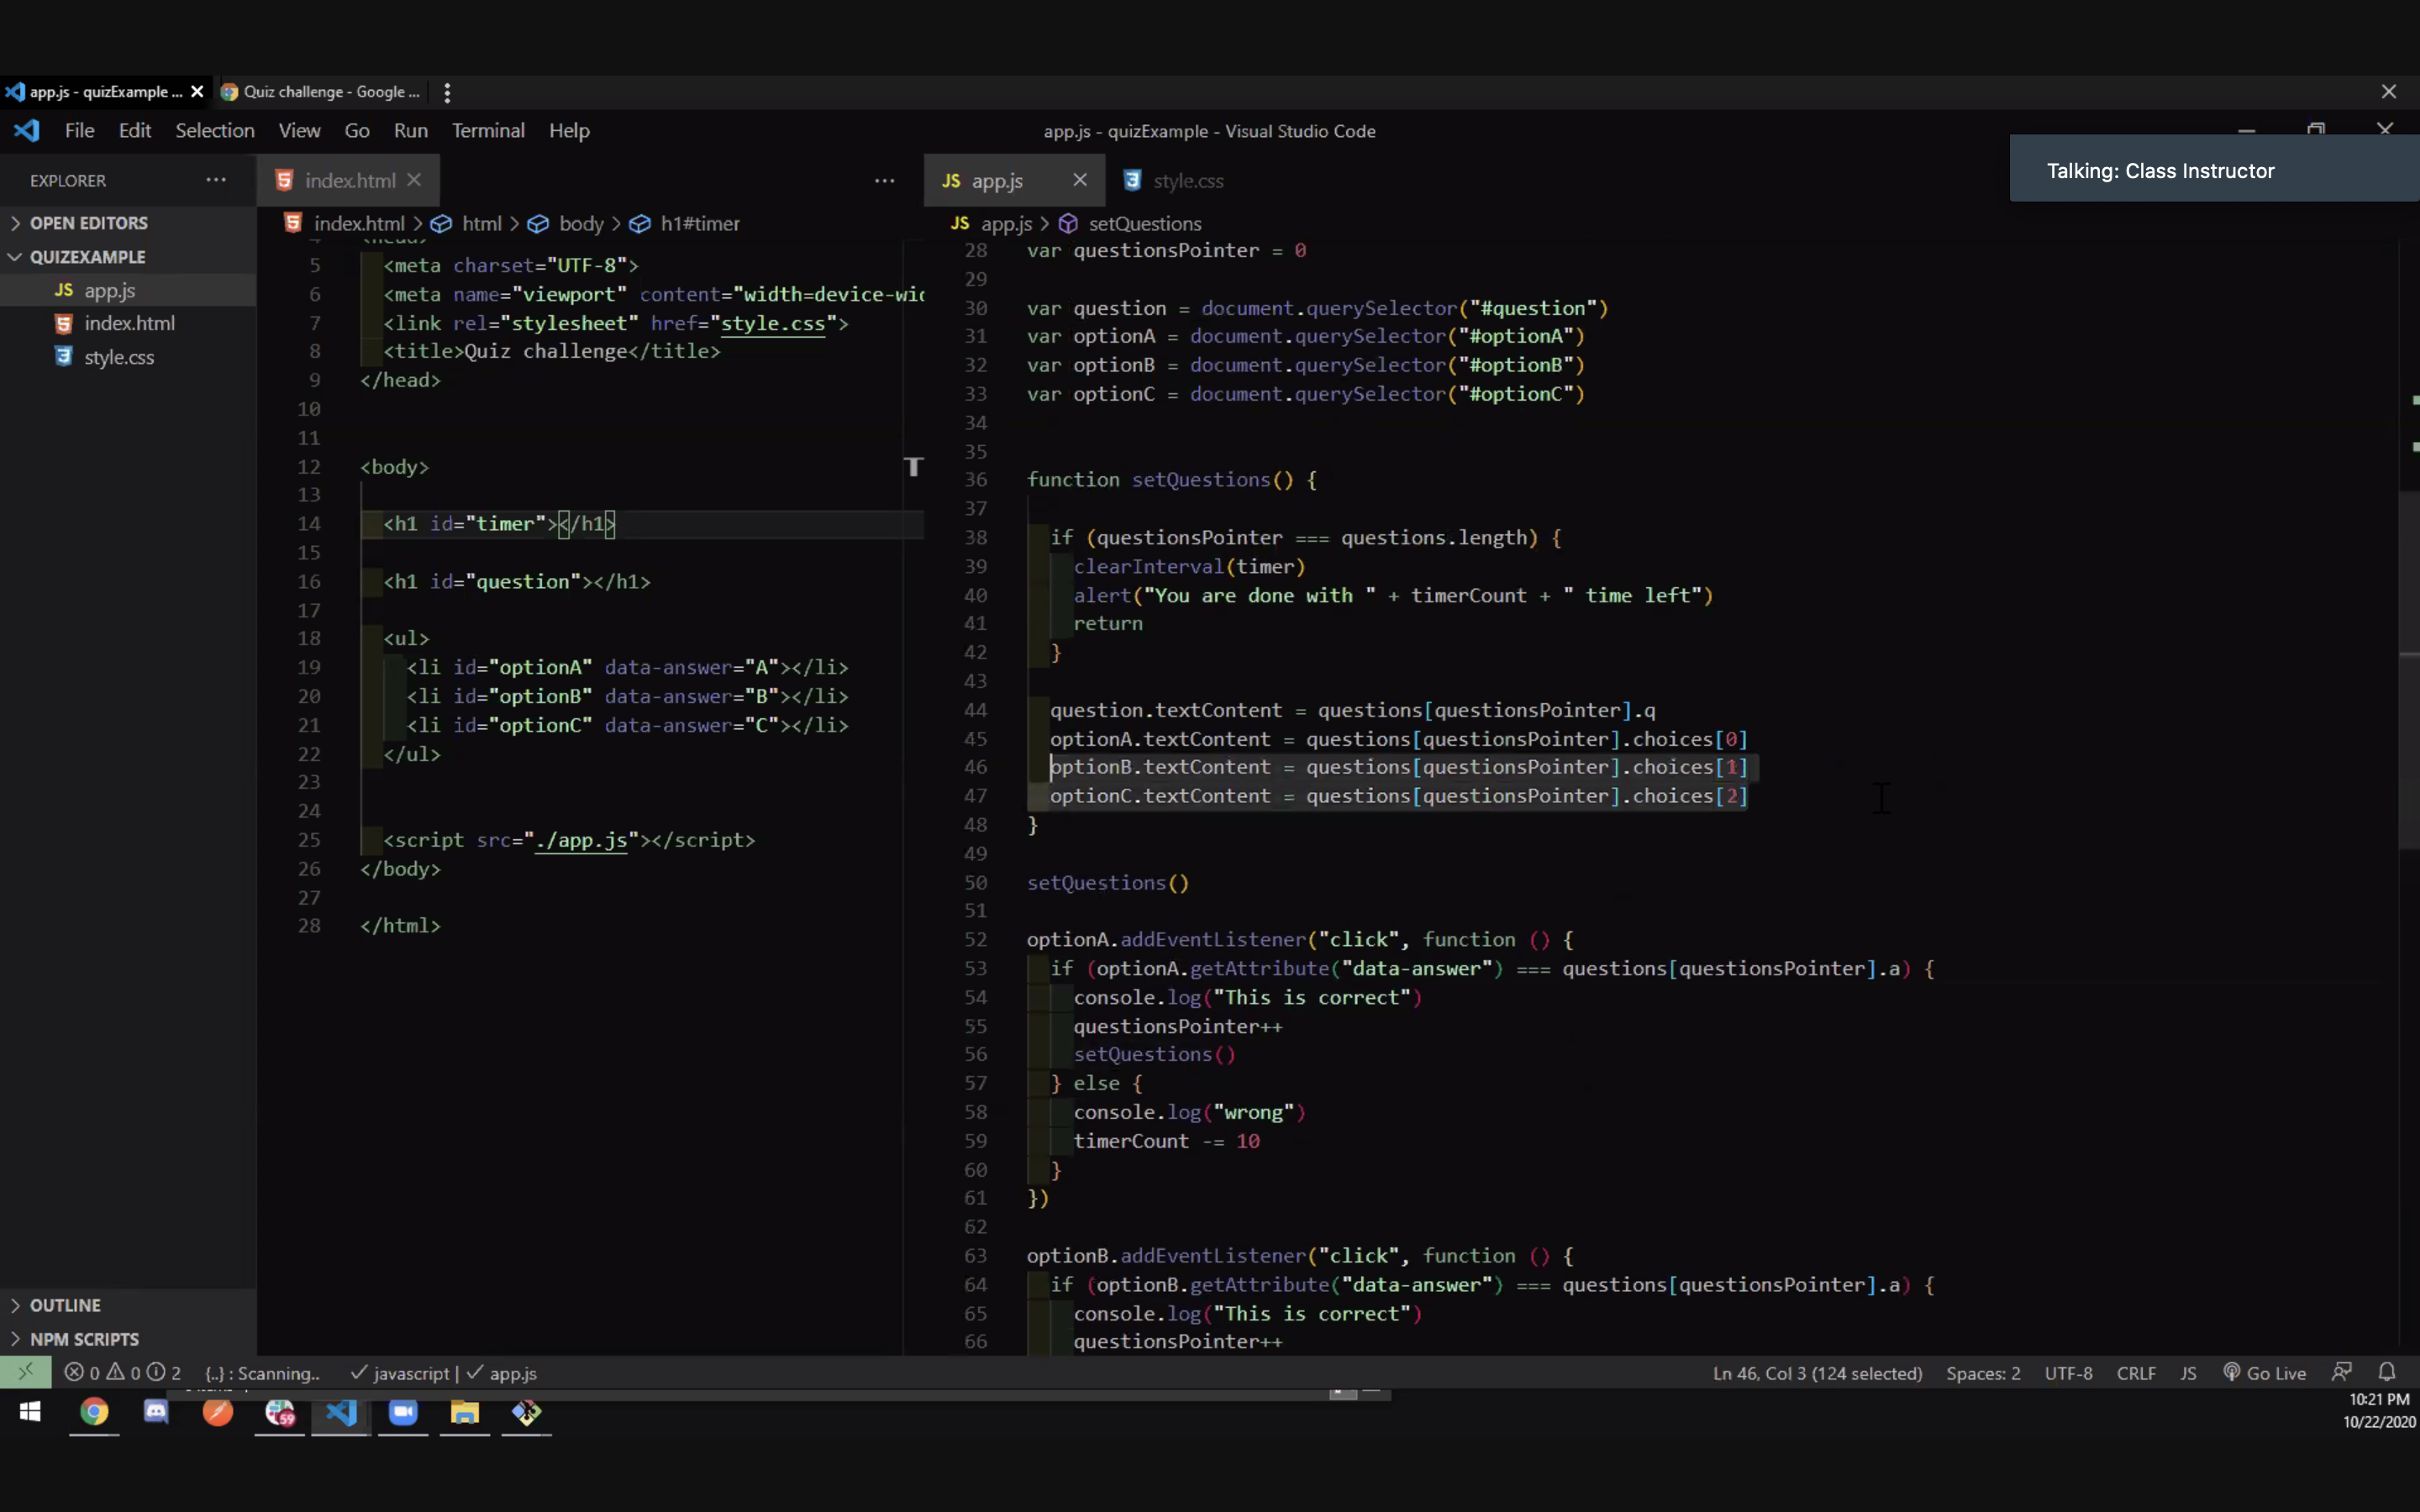 app.js - quizExample ...
Quiz challenge - Google ...
File Edit Selection View Go Run Terminal Help
app.js - quizExample - Visual Studio Code
Talking: Class Instructor
EXPLORER
OPEN EDITORS
QUIZEXAMPLE
JS app.js
index.html
style.css
OUTLINE
NPM SCRIPTS
index.html
index.html > html > body > h1#timer
5 <meta charset="UTF-8">
6 <meta name="viewport" content="width=device-wid
7 <link rel="stylesheet" href="style.css">
8 <title>Quiz challenge</title>
9 </head>
10
11
12 <body>
13
14 <h1 id="timer"></h1>
15
16 <h1 id="question"></h1>
17
18 <ul>
19 <li id="optionA" data-answer="A"></li>
20 <li id="optionB" data-answer="B"></li>
21 <li id="optionC" data-answer="C"></li>
22 </ul>
23
24
25 <script src="./app.js"></script>
26 </body>
27
28 </html>
JS app.js
style.css
JS app.js > setQuestions
28 var questionsPointer = 0
29
30 var question = document.querySelector("#question")
31 var optionA = document.querySelector("#optionA")
32 var optionB = document.querySelector("#optionB")
33 var optionC = document.querySelector("#optionC")
34
35
36 function setQuestions() {
37
38 if (questionsPointer === questions.length) {
39 clearInterval(timer)
40 alert("You are done with " + timerCount + " time left")
41 return
42 }
43
44 question.textContent = questions[questionsPointer].q
45 optionA.textContent = questions[questionsPointer].choices[0]
46 optionB.textContent = questions[questionsPointer].choices[1]
47 optionC.textContent = questions[questionsPointer].choices[2]
48 }
49
50 setQuestions()
51
52 optionA.addEventListener("click", function () {
53 if (optionA.getAttribute("data-answer") === questions[questionsPointer].a) {
54 console.log("This is correct")
55 questionsPointer++
56 setQuestions()
57 } else {
58 console.log("wrong")
59 timerCount -= 10
60 }
61 })
62
63 optionB.addEventListener("click", function () {
64 if (optionB.getAttribute("data-answer") === questions[questionsPointer].a) {
65 console.log("This is correct")
66 questionsPointer++
0 0 2 {..} : Scanning.. javascript | app.js
Ln 46, Col 3 (124 selected) Spaces: 2 UTF-8 CRLF JS Go Live
59
10:21 PM
10/22/2020